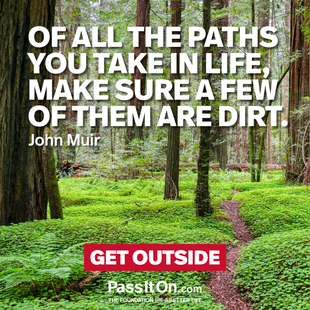 OF ALL THE PATHS
YOU TAKE IN LIFE,
MAKE SURE A FEW
OF THEM ARE DIRT.
John Muir
GET OUTSIDE
PassItOn.com
THE FOUNDATION FOR A BETTER LIFE